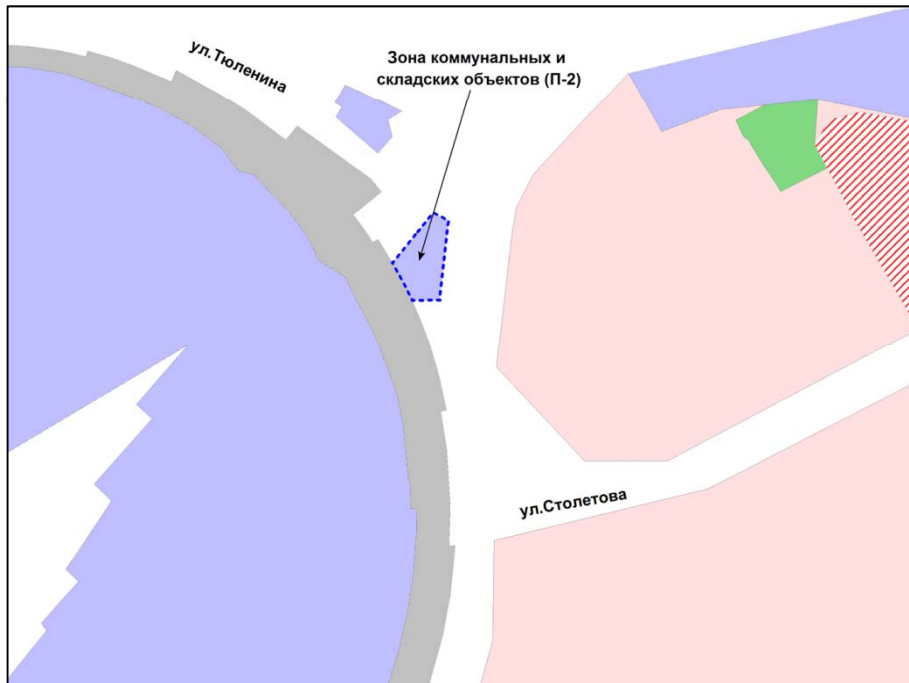 ул.Тюленина
Зона коммунальных и
складских объектов (П-2)
ул.Столетова